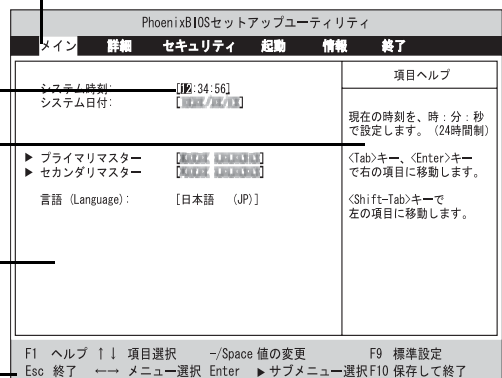 PhoenixBIOSセットアップユーティリティ
メイン 詳細 セキュリティ 起動 情報 終了
項目ヘルプ
システム時刻: [12:34:56]
システム日付:
現在の時刻を、時:分:秒
で設定します。(24時間制)
▶ プライマリマスター
<Tab>キー、<Enter>キー
で右の項目に移動します。
▶ セカンダリマスター
言語 (Language): [日本語 (JP)]
<Shift-Tab>キーで
左の項目に移動します。
F1 ヘルプ ↑↓ 項目選択 -/Space 値の変更 F9 標準設定
Esc 終了 ←→ メニュー選択 Enter ▶サブメニュー選択 F10 保存して終了